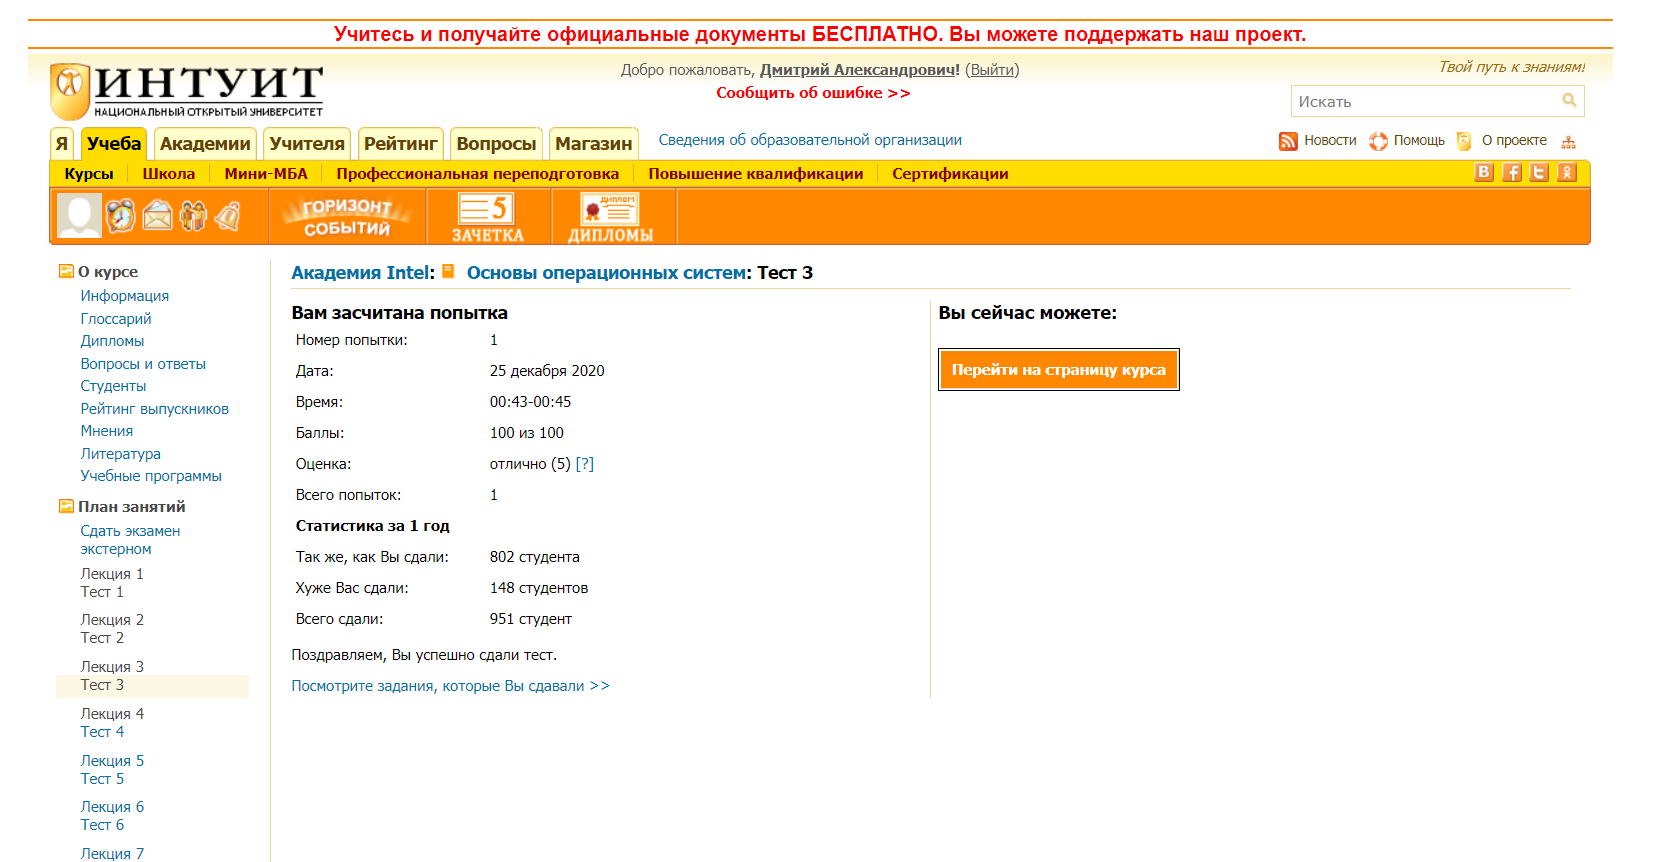 Учитесь и получайте официальные документы БЕСПЛАТНО. Вы можете поддержать наш проект.
ИНТУИТ
НАЦИОНАЛЬНЫЙ ОТКРЫТЫЙ УНИВЕРСИТЕТ
Добро пожаловать, Дмитрий Александрович! (Выйти)
Сообщить об ошибке >>
Твой путь к знаниям!
Искать
Я Учеба Академии Учителя Рейтинг Вопросы Магазин Сведения об образовательной организации Новости Помощь О проекте
Курсы Школа Мини-МБА Профессиональная переподготовка Повышение квалификации Сертификации
ГОРИЗОНТ СОБЫТИЙ
5 ЗАЧЕТКА
ДИПЛОМ ДИПЛОМЫ
О курсе
Информация
Глоссарий
Дипломы
Вопросы и ответы
Студенты
Рейтинг выпускников
Мнения
Литература
Учебные программы
План занятий
Сдать экзамен
экстерном
Лекция 1
Тест 1
Лекция 2
Тест 2
Лекция 3
Тест 3
Лекция 4
Тест 4
Лекция 5
Тест 5
Лекция 6
Тест 6
Лекция 7
Академия Intel: Основы операционных систем: Тест 3
Вам засчитана попытка
Номер попытки: 1
Дата: 25 декабря 2020
Время: 00:43-00:45
Баллы: 100 из 100
Оценка: отлично (5) [?]
Всего попыток: 1
Статистика за 1 год
Так же, как Вы сдали: 802 студента
Хуже Вас сдали: 148 студентов
Всего сдали: 951 студент
Поздравляем, Вы успешно сдали тест.
Посмотрите задания, которые Вы сдавали >>
Вы сейчас можете:
Перейти на страницу курса